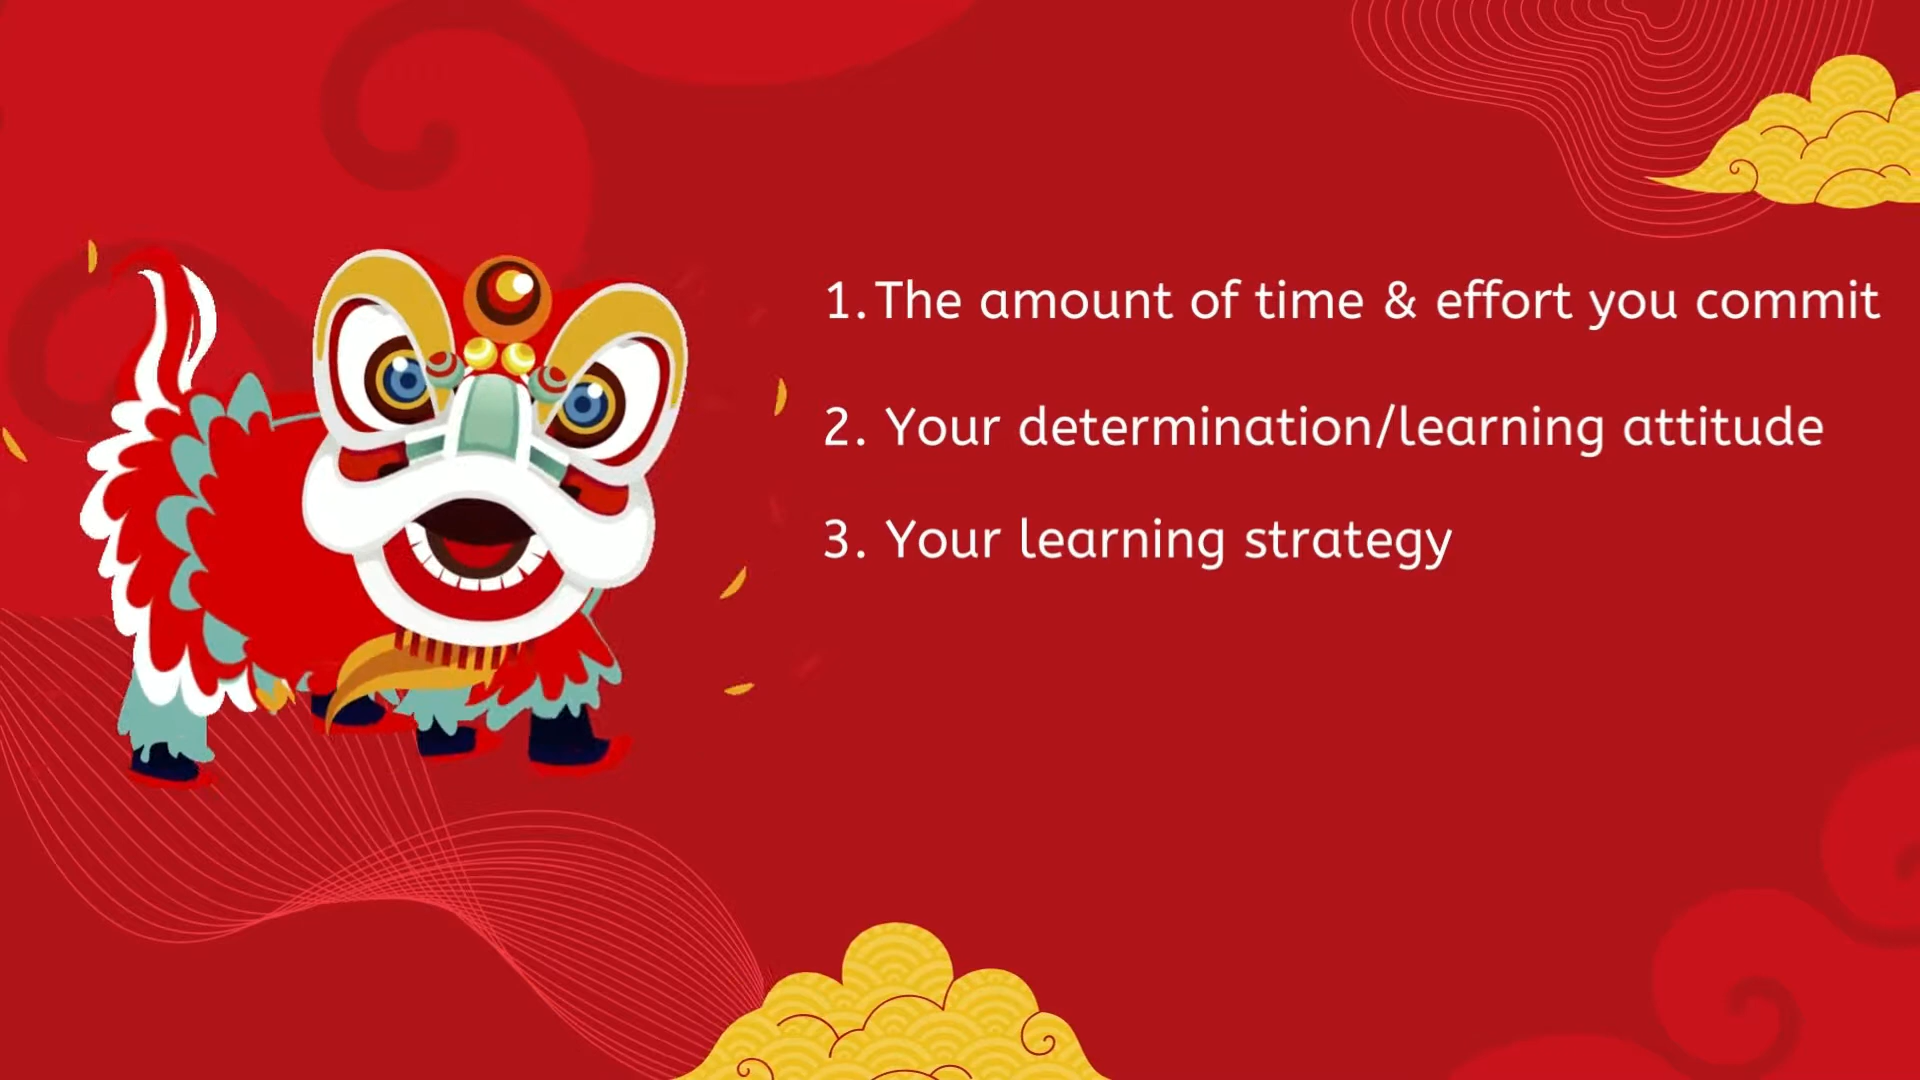 1. The amount of time & effort you commit
2. Your determination/learning attitude
3. Your learning strategy